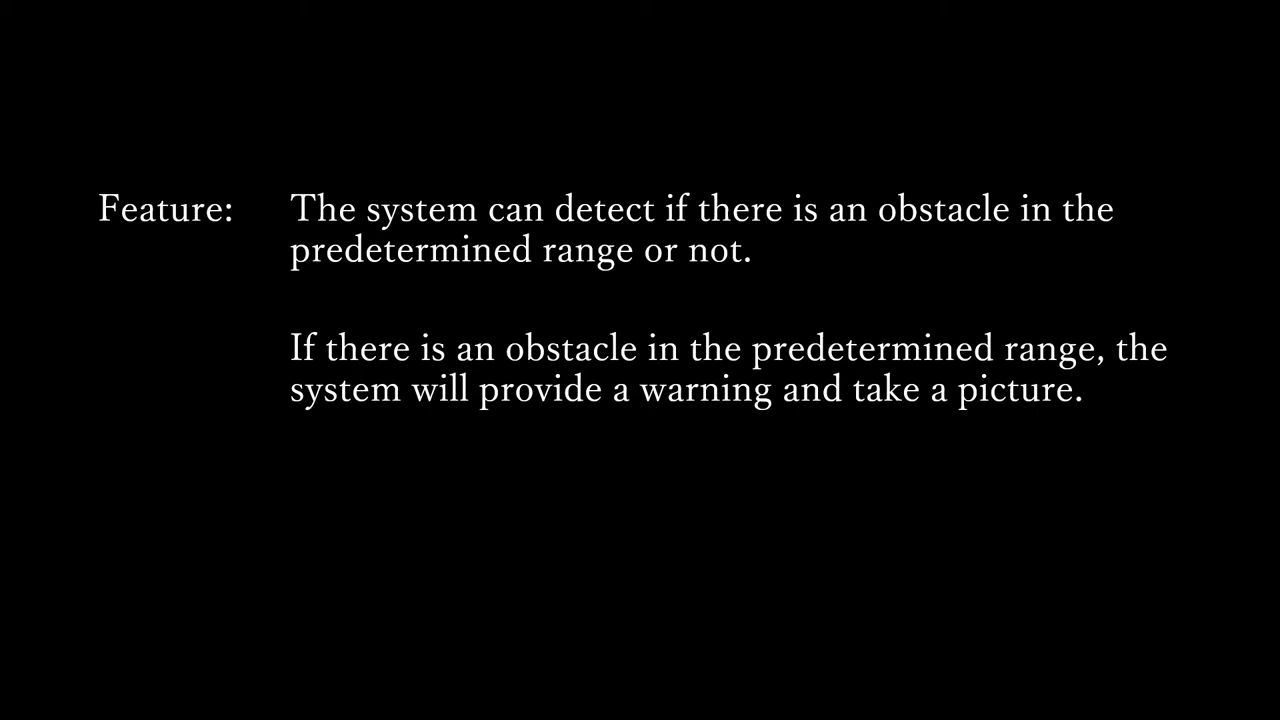 Feature: The system can detect if there is an obstacle in the
predetermined range or not.
If there is an obstacle in the predetermined range, the
system will provide a warning and take a picture.